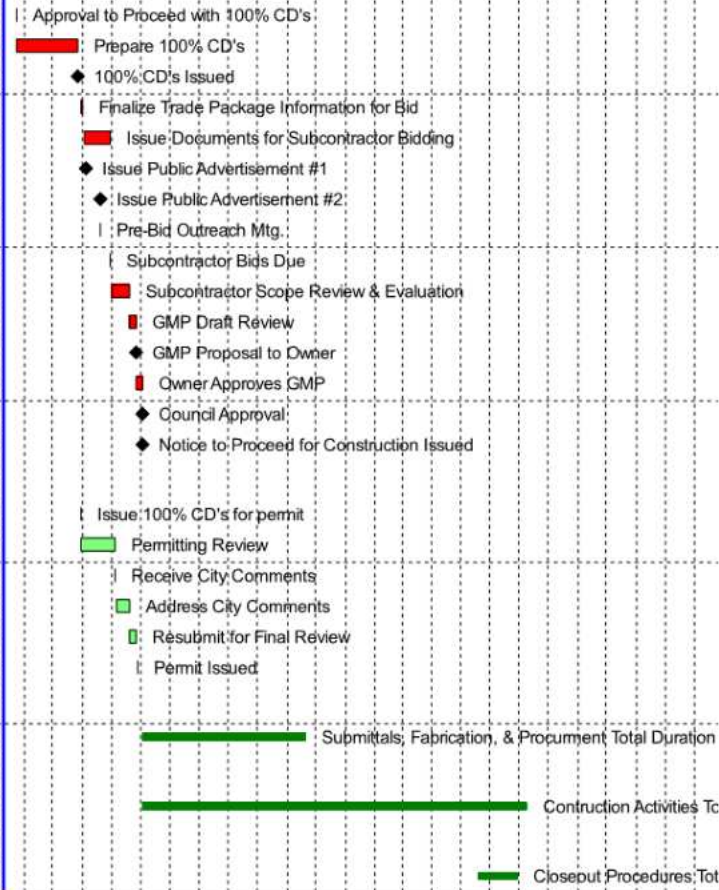 Approval to Proceed with 100% CD's
Prepare 100% CD's
100% CD's Issued
Finalize Trade Package Information for Bid
Issue Documents for Subcontractor Bidding
Issue Public Advertisement #1
Issue Public Advertisement #2
Pre-Bid Outreach Mtg.
Subcontractor Bids Due
Subcontractor Scope Review & Evaluation
GMP Draft Review
GMP Proposal to Owner
Owner Approves GMP
Council Approval
Notice to Proceed for Construction Issued
Issue 100% CD's for permit
Permitting Review
Receive City Comments
Address City Comments
Resubmit for Final Review
Permit Issued
Submittals, Fabrication, & Procurment Total Duration
Contruction Activities To
Closeout Procedures Tot